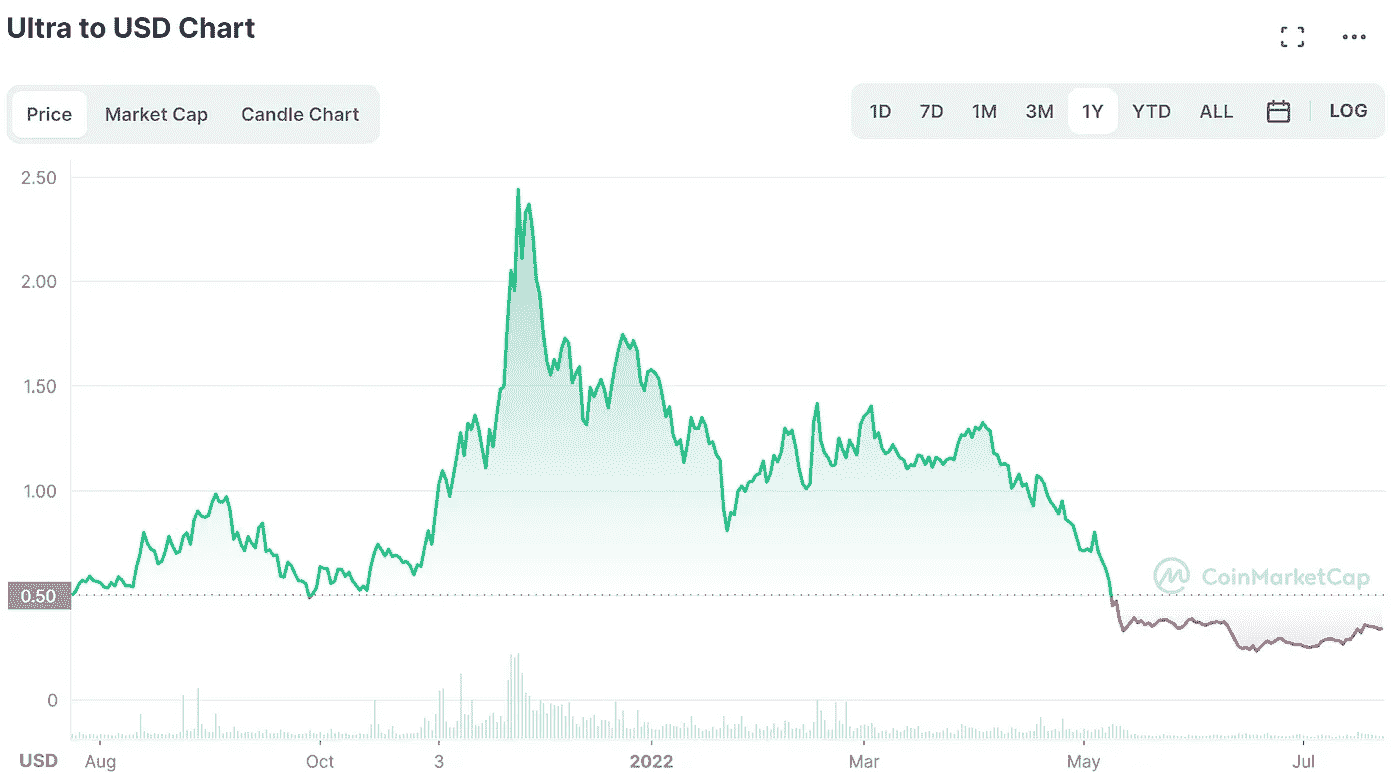 Ultra to USD Chart
Price Market Cap Candle Chart
1D 7D 1M 3M 1Y YTD ALL LOG
2.50
2.00
1.50
1.00
0.50
0
CoinMarketCap
USD Aug Oct 3 2022 Mar May Jul